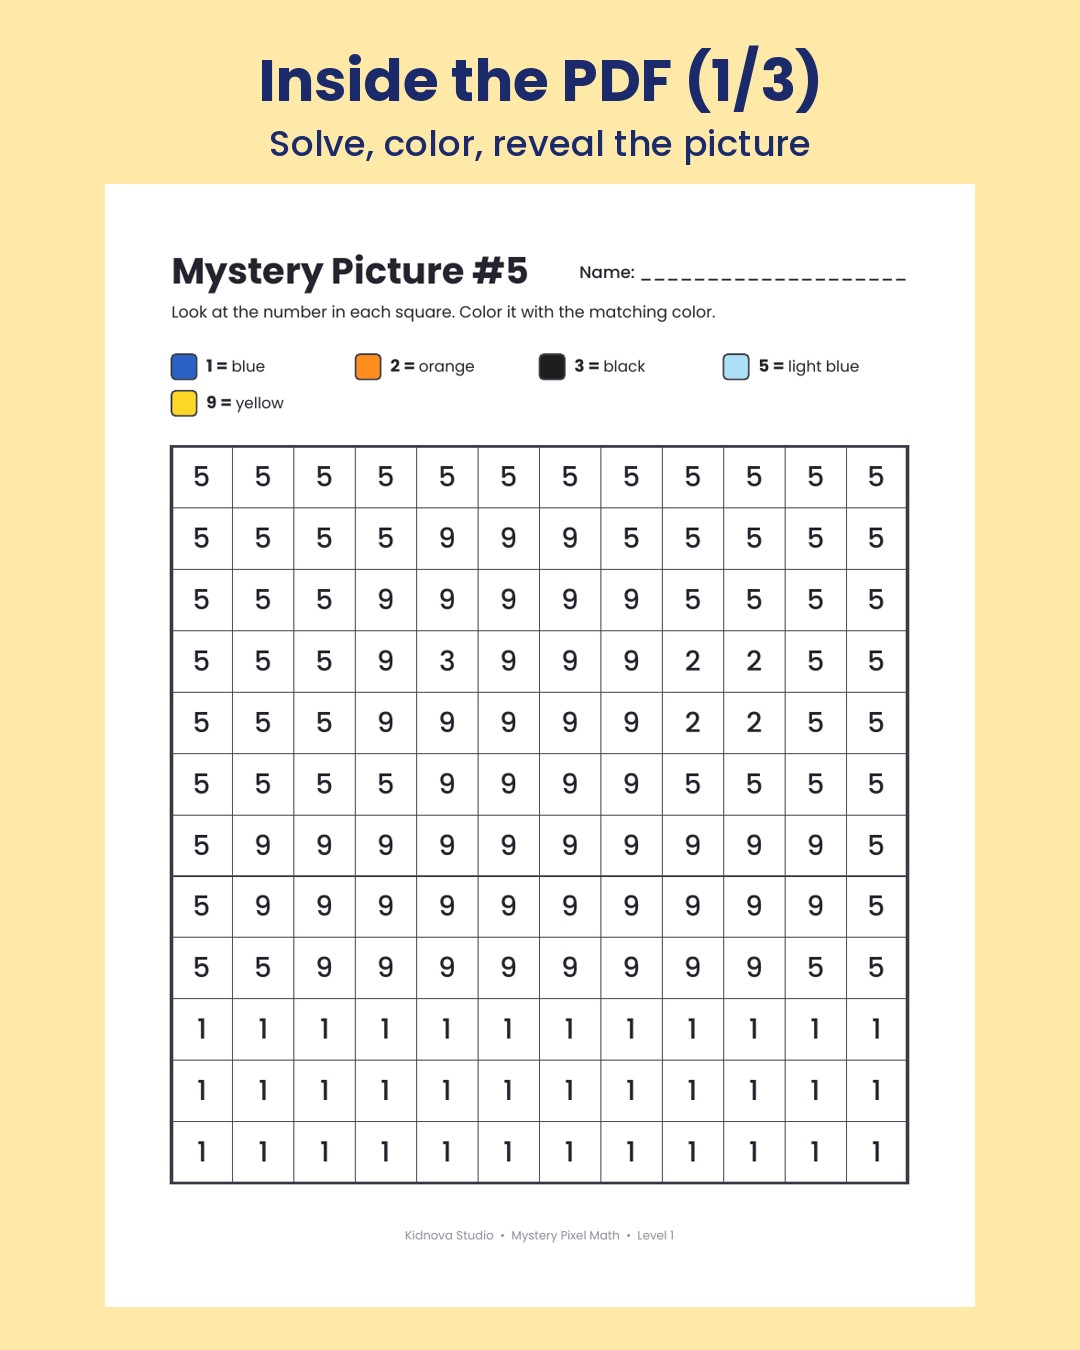 Inside the PDF (1/3)
Solve, color, reveal the picture
Mystery Picture #5 Name: ____________________
Look at the number in each square. Color it with the matching color.
1 = blue 2 = orange 3 = black 5 = light blue
9 = yellow
5 5 5 5 5 5 5 5 5 5 5 5
5 5 5 5 9 9 9 5 5 5 5 5
5 5 5 9 9 9 9 9 5 5 5 5
5 5 5 9 3 9 9 9 2 2 5 5
5 5 5 9 9 9 9 9 2 2 5 5
5 5 5 5 9 9 9 9 5 5 5 5
5 9 9 9 9 9 9 9 9 9 9 5
5 9 9 9 9 9 9 9 9 9 9 5
5 5 9 9 9 9 9 9 9 9 5 5
1 1 1 1 1 1 1 1 1 1 1 1
1 1 1 1 1 1 1 1 1 1 1 1
1 1 1 1 1 1 1 1 1 1 1 1
Kidnova Studio • Mystery Pixel Math • Level 1